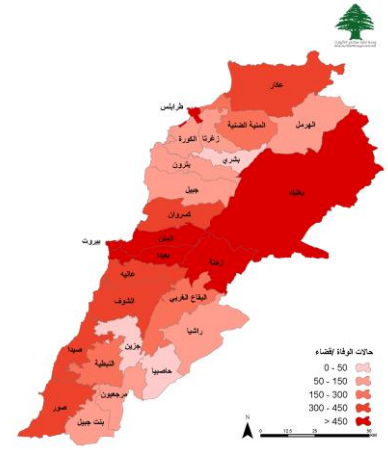 عكار
طرابلس
المنية الضنية
الهرمل
زغرتا
الكورة
بشري
بترون
بعلبك
جبيل
كسروان
المتن
بيروت
بعبدا
زحلة
عاليه
البقاع الغربي
الشوف
راشيا
جزين
صيدا
حاصبيا
النبطية
مرجعيون
صور
بنت جبيل
حالات الوفاة /قضاء
0 - 50
50 - 150
150 - 300
300 - 450
> 450
N
0 12.5 25 50